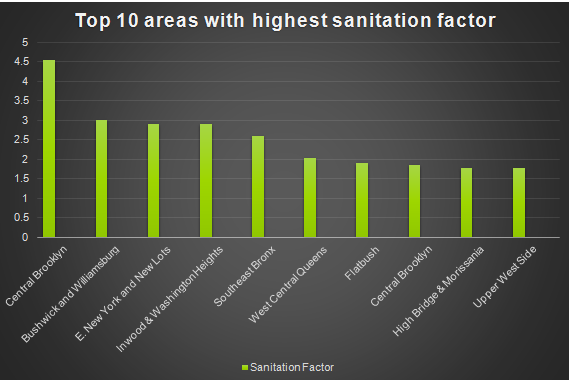 Top 10 areas with highest sanitation factor
5
4.5
4
3.5
3
2.5
2
1.5
1
0.5
0
Central Brooklyn
Bushwick and Williamsburg
E. New York and New Lots
Inwood & Washington Heights
Southeast Bronx
West Central Queens
Flatbush
Central Brooklyn
High Bridge & Morissania
Upper West Side
Sanitation Factor